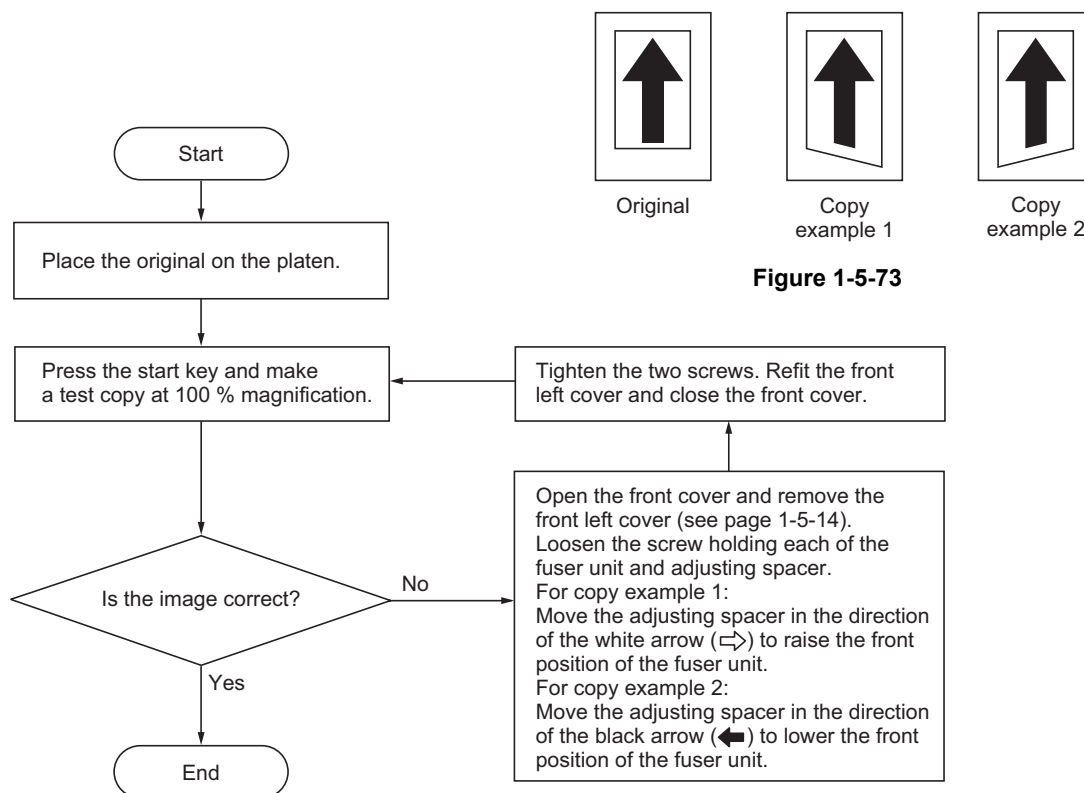 Original
Copy
example 1
Copy
example 2
Figure 1-5-73
Start
Place the original on the platen.
Press the start key and make
a test copy at 100 % magnification.
Is the image correct?
No
Yes
End
Open the front cover and remove the
front left cover (see page 1-5-14).
Loosen the screw holding each of the
fuser unit and adjusting spacer.
For copy example 1:
Move the adjusting spacer in the direction
of the white arrow (⇨) to raise the front
position of the fuser unit.
For copy example 2:
Move the adjusting spacer in the direction
of the black arrow (⬅) to lower the front
position of the fuser unit.
Tighten the two screws. Refit the front
left cover and close the front cover.